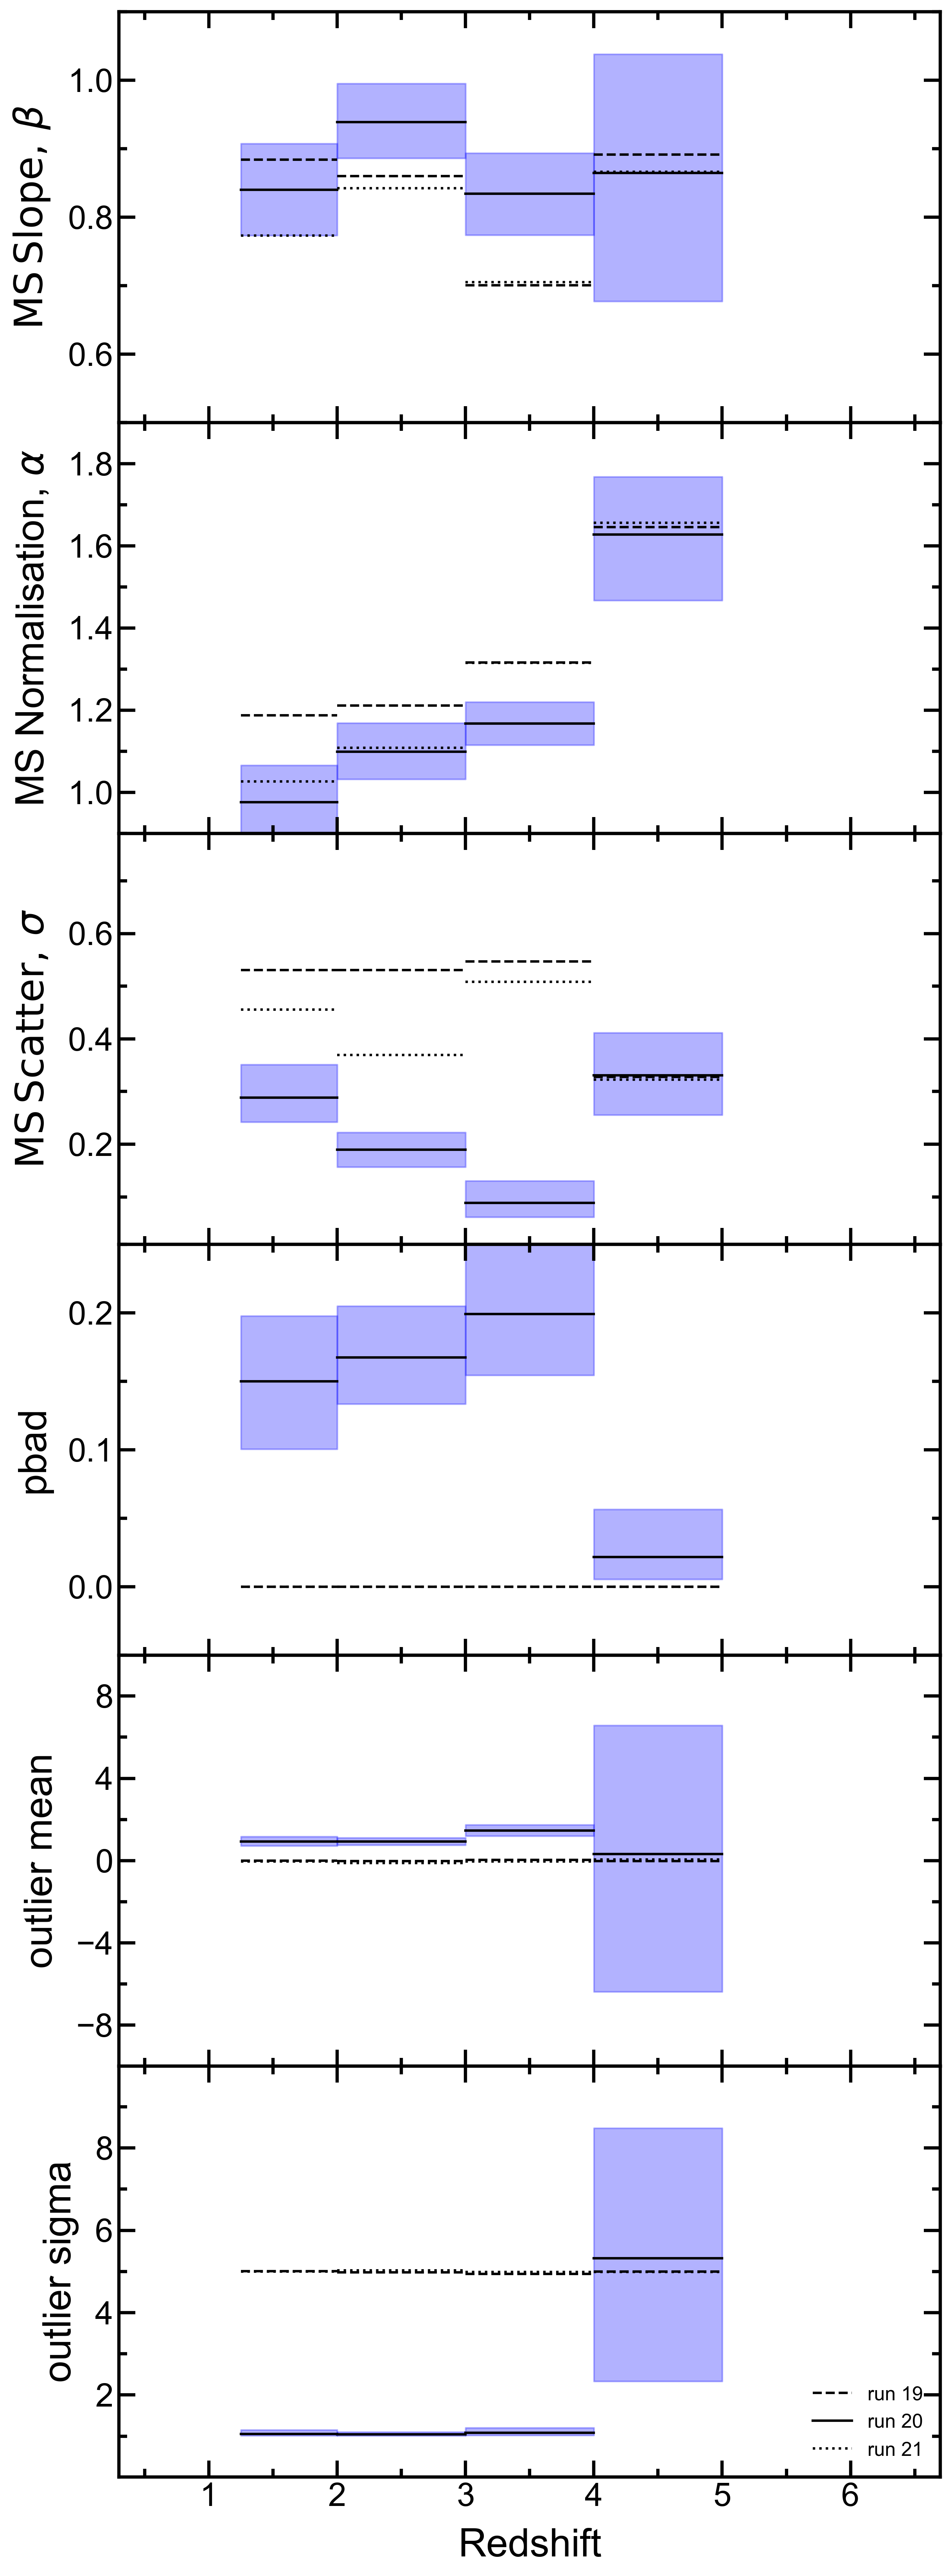 MS Slope, β
1.0
0.8
0.6
MS Normalisation, α
1.8
1.6
1.4
1.2
1.0
MS Scatter, σ
0.6
0.4
0.2
pbad
0.2
0.1
0.0
outlier mean
8
4
0
−4
−8
outlier sigma
8
6
4
2
run 19
run 20
run 21
1 2 3 4 5 6
Redshift